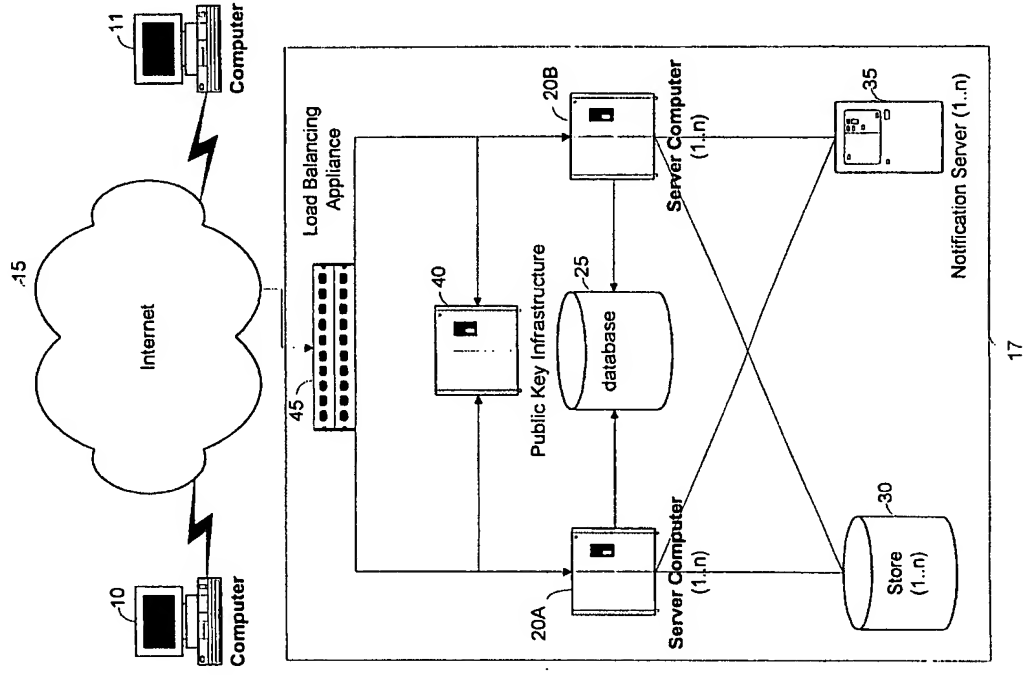 10
Computer
15
Internet
11
Computer
Load Balancing
Appliance
45
40
Public Key Infrastructure
20A
Server Computer
(1..n)
25
database
20B
Server Computer
(1..n)
30
Store
(1..n)
35
Notification Server (1..n)
17